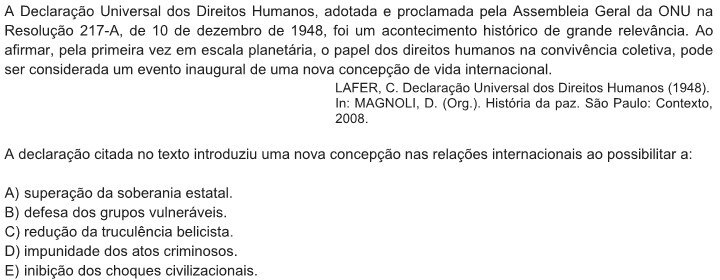 A Declaração Universal dos Direitos Humanos, adotada e proclamada pela Assembleia Geral da ONU na
Resolução 217-A, de 10 de dezembro de 1948, foi um acontecimento histórico de grande relevância. Ao
afirmar, pela primeira vez em escala planetária, o papel dos direitos humanos na convivência coletiva, pode
ser considerada um evento inaugural de uma nova concepção de vida internacional.
LAFER, C. Declaração Universal dos Direitos Humanos (1948).
In: MAGNOLI, D. (Org.). História da paz. São Paulo: Contexto,
2008.
A declaração citada no texto introduziu uma nova concepção nas relações internacionais ao possibilitar a:
A) superação da soberania estatal.
B) defesa dos grupos vulneráveis.
C) redução da truculência belicista.
D) impunidade dos atos criminosos.
E) inibição dos choques civilizacionais.